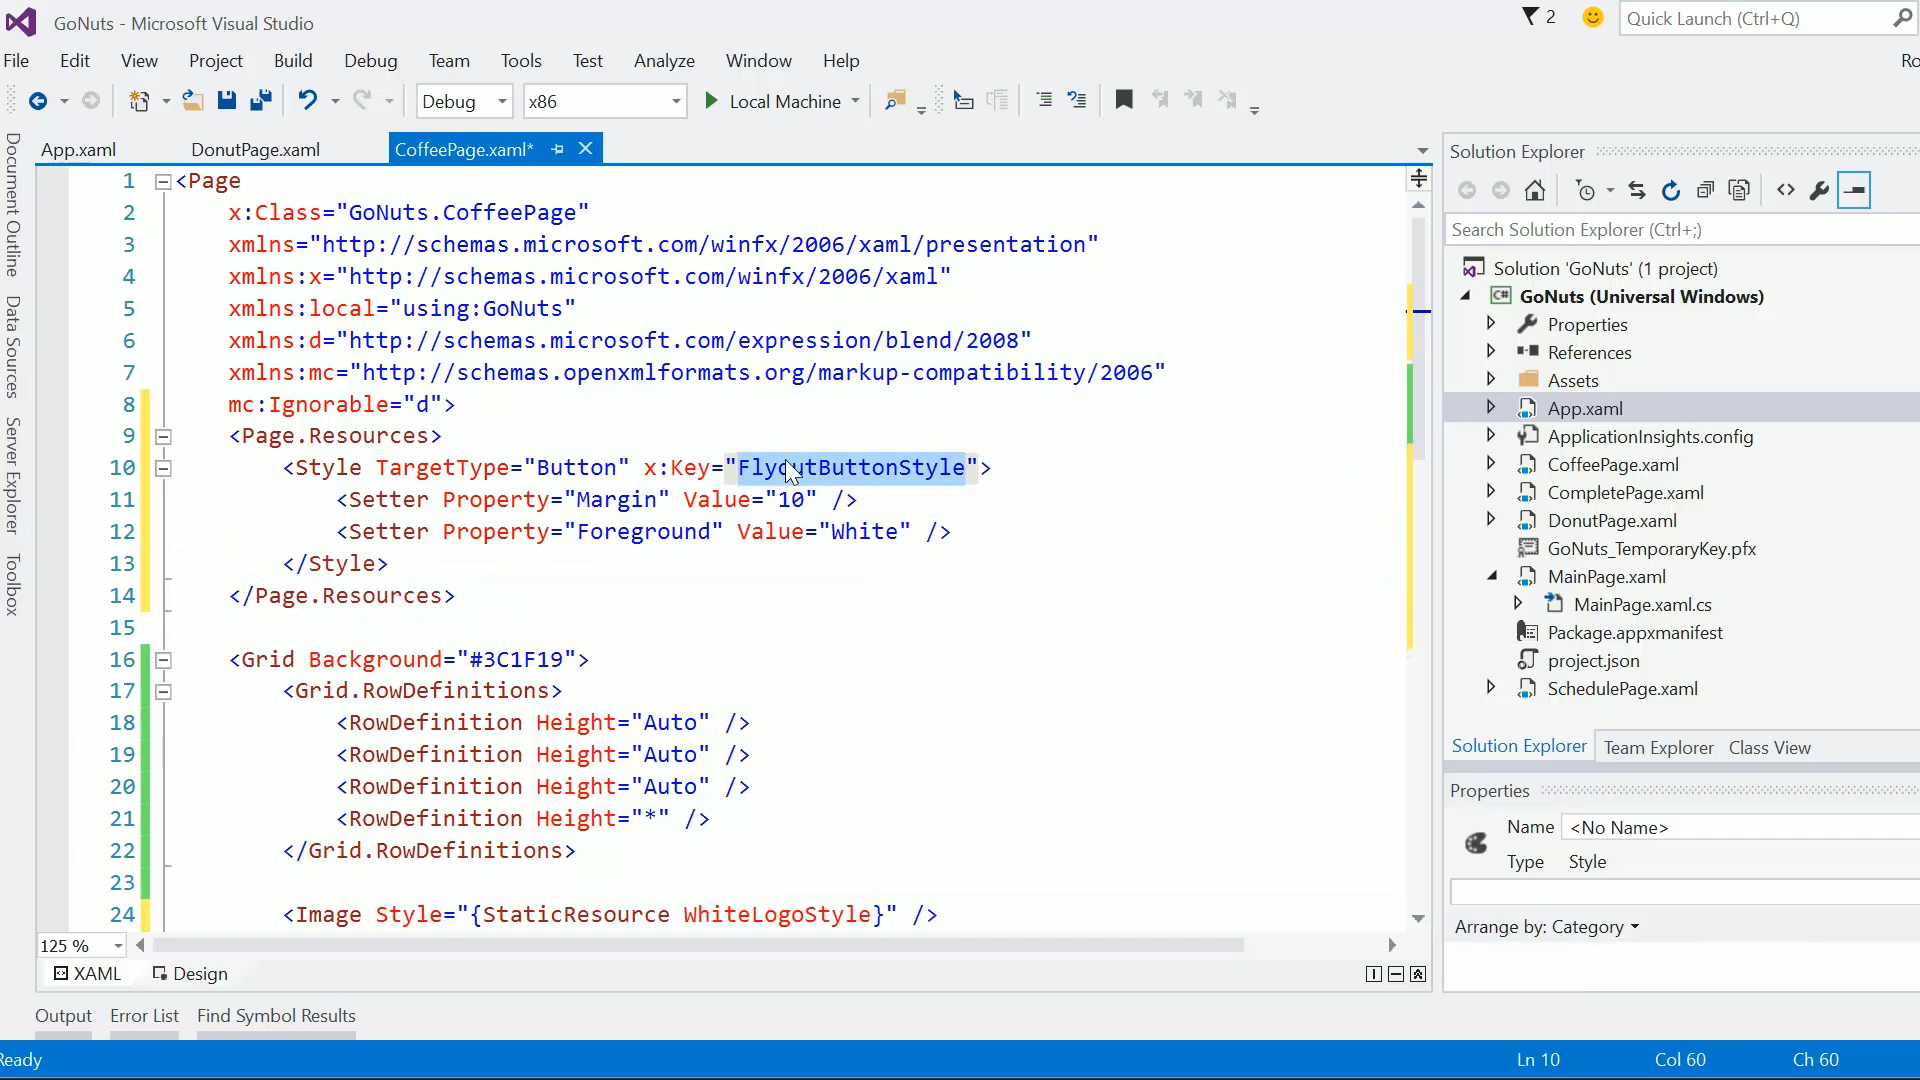 GoNuts - Microsoft Visual Studio
2
Quick Launch (Ctrl+Q)
File Edit View Project Build Debug Team Tools Test Analyze Window Help
Ro
Debug x86 Local Machine
App.xaml DonutPage.xaml CoffeePage.xaml*
Document Outline
Data Sources
Server Explorer
Toolbox
1 <Page
2 x:Class="GoNuts.CoffeePage"
3 xmlns="http://schemas.microsoft.com/winfx/2006/xaml/presentation"
4 xmlns:x="http://schemas.microsoft.com/winfx/2006/xaml"
5 xmlns:local="using:GoNuts"
6 xmlns:d="http://schemas.microsoft.com/expression/blend/2008"
7 xmlns:mc="http://schemas.openxmlformats.org/markup-compatibility/2006"
8 mc:Ignorable="d">
9 <Page.Resources>
10 <Style TargetType="Button" x:Key="FlyoutButtonStyle">
11 <Setter Property="Margin" Value="10" />
12 <Setter Property="Foreground" Value="White" />
13 </Style>
14 </Page.Resources>
15
16 <Grid Background="#3C1F19">
17 <Grid.RowDefinitions>
18 <RowDefinition Height="Auto" />
19 <RowDefinition Height="Auto" />
20 <RowDefinition Height="Auto" />
21 <RowDefinition Height="*" />
22 </Grid.RowDefinitions>
23
24 <Image Style="{StaticResource WhiteLogoStyle}" />
125 %
XAML Design
Solution Explorer
Search Solution Explorer (Ctrl+;)
Solution 'GoNuts' (1 project)
C# GoNuts (Universal Windows)
Properties
References
Assets
App.xaml
ApplicationInsights.config
CoffeePage.xaml
CompletePage.xaml
DonutPage.xaml
GoNuts_TemporaryKey.pfx
MainPage.xaml
MainPage.xaml.cs
Package.appxmanifest
project.json
SchedulePage.xaml
Solution Explorer Team Explorer Class View
Properties
Name <No Name>
Type Style
Arrange by: Category
Output Error List Find Symbol Results
Ready Ln 10 Col 60 Ch 60